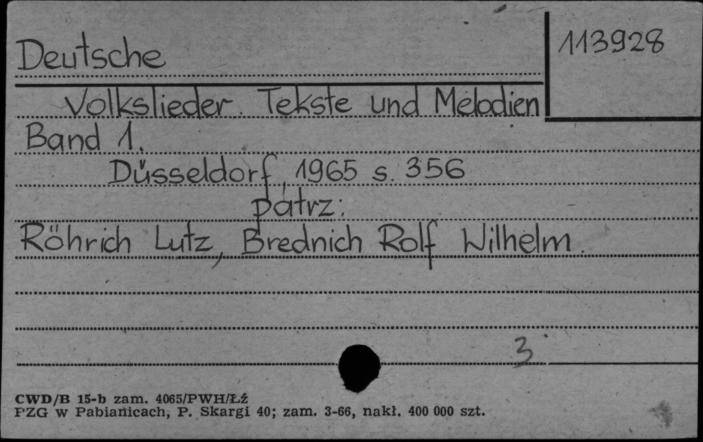 Deutsche
113928
Volkslieder. Tekste und Melodien
Band 1.
Düsseldorf, 1965 s. 356
patrz:
Röhrich Lutz, Brednich Rolf Wilhelm.
3
CWD/B 15-b zam. 4065/PWH/Łź
PZG w Pabianicach, P. Skargi 40; zam. 3-66, nakł. 400 000 szt.